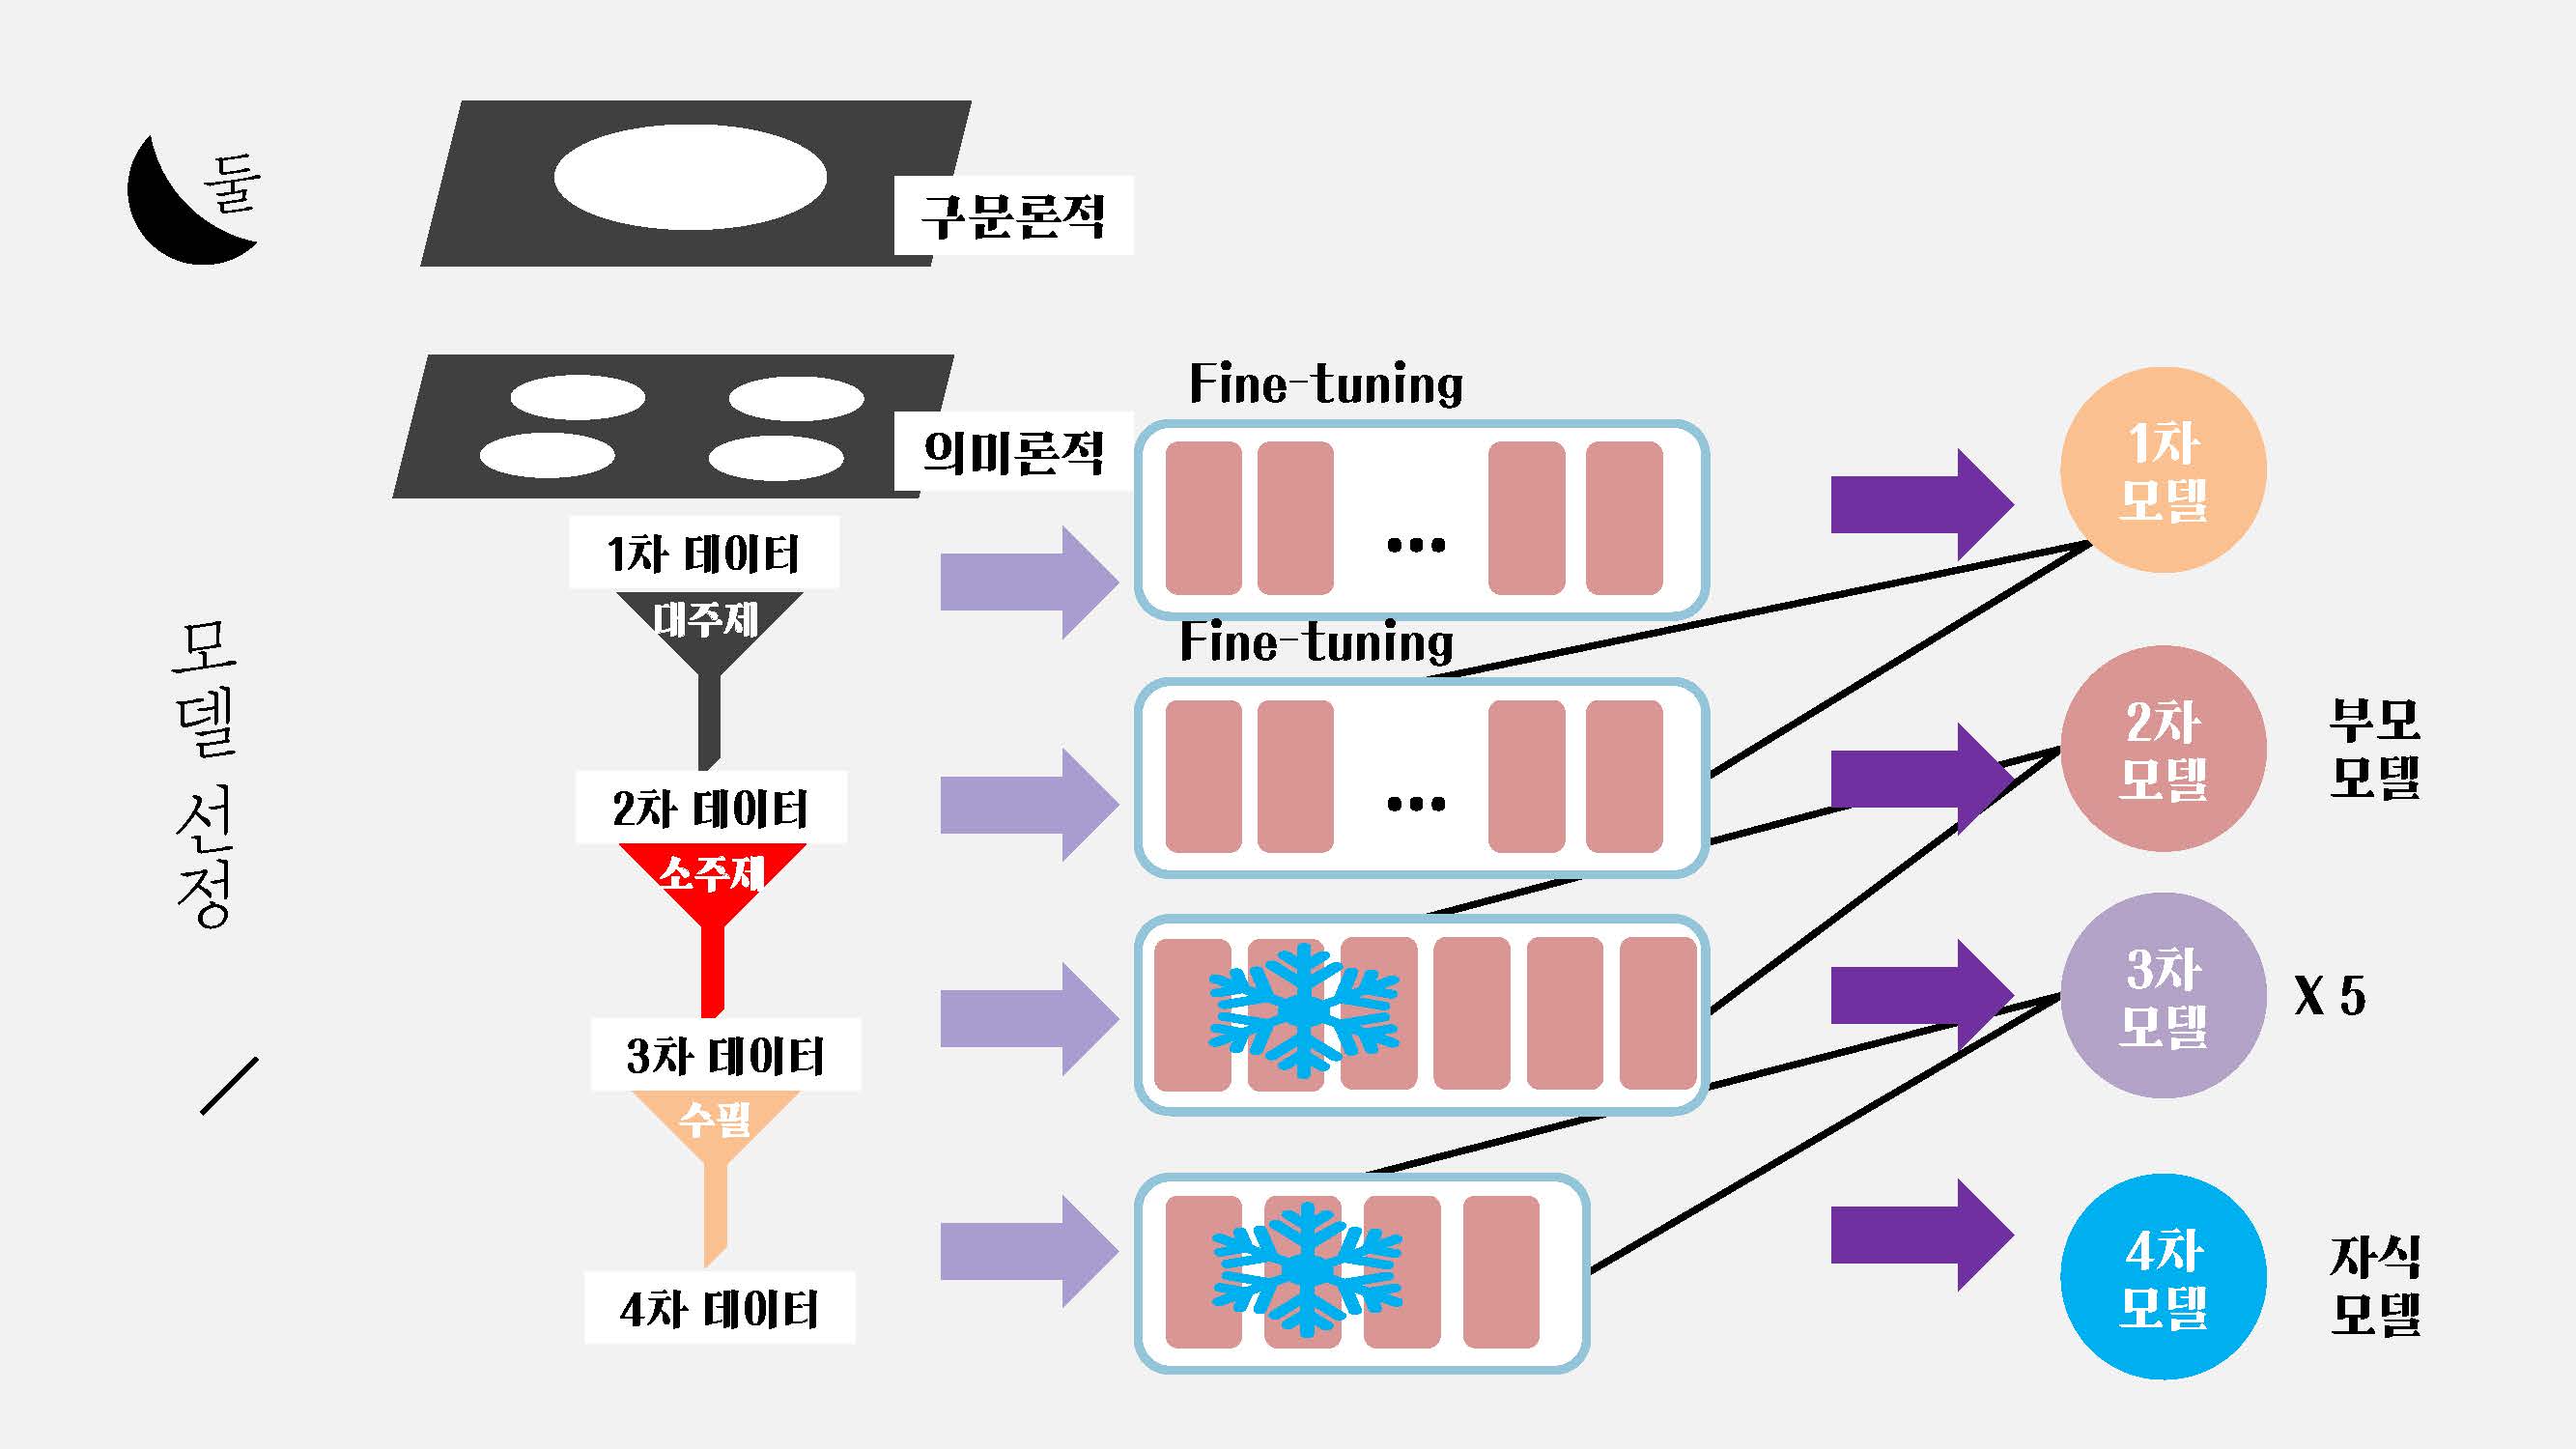 둘
모델 선정
구문론적
의미론적
1차 데이터
대주제
2차 데이터
소주제
3차 데이터
수필
4차 데이터
Fine-tuning
...
Fine-tuning
...
1차
모델
2차
모델
부모
모델
3차
모델
X 5
4차
모델
자식
모델